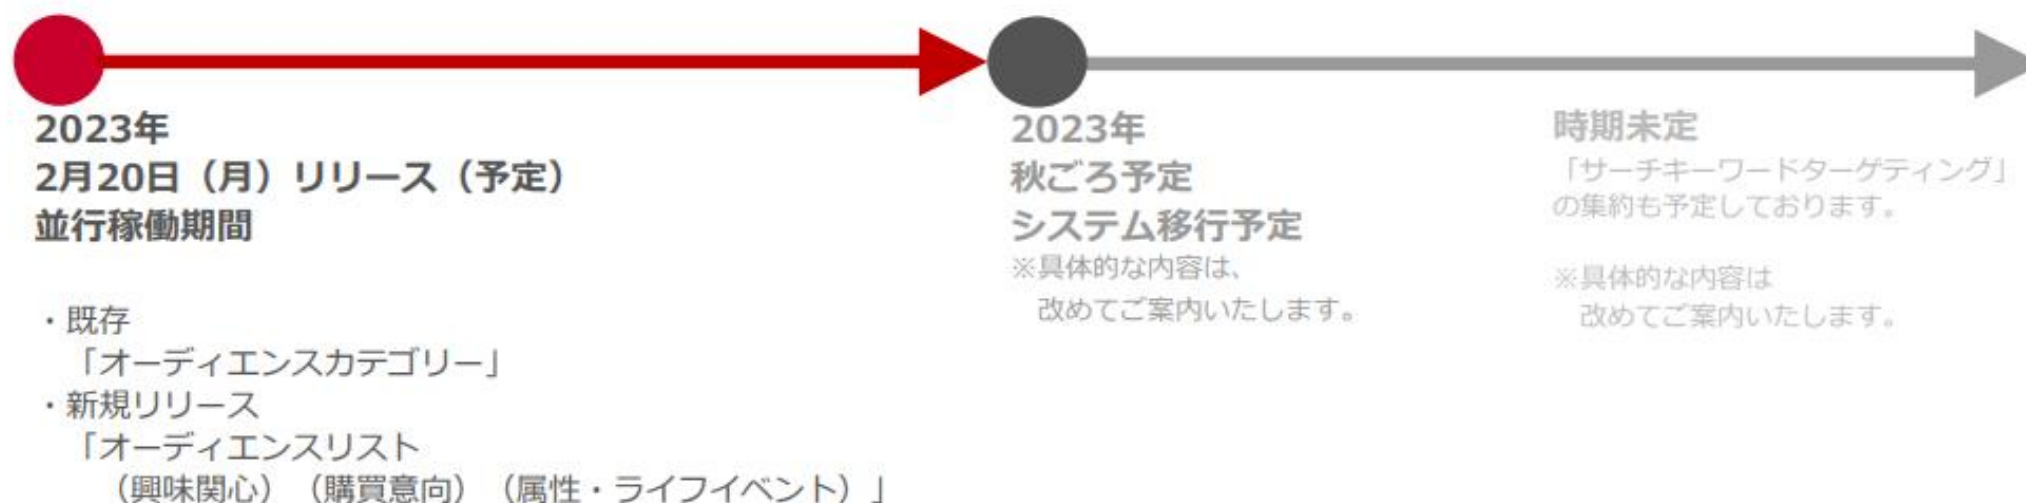 2023年
2月20日（月）リリース（予定）
並行稼働期間
・既存
「オーディエンスカテゴリー」
・新規リリース
「オーディエンスリスト
（興味関心）（購買意向）（属性・ライフイベント）」
2023年
秋ごろ予定
システム移行予定
※具体的な内容は、
改めてご案内いたします。
時期未定
「サーチキーワードターゲティング」
の集約も予定しております。
※具体的な内容は
改めてご案内いたします。